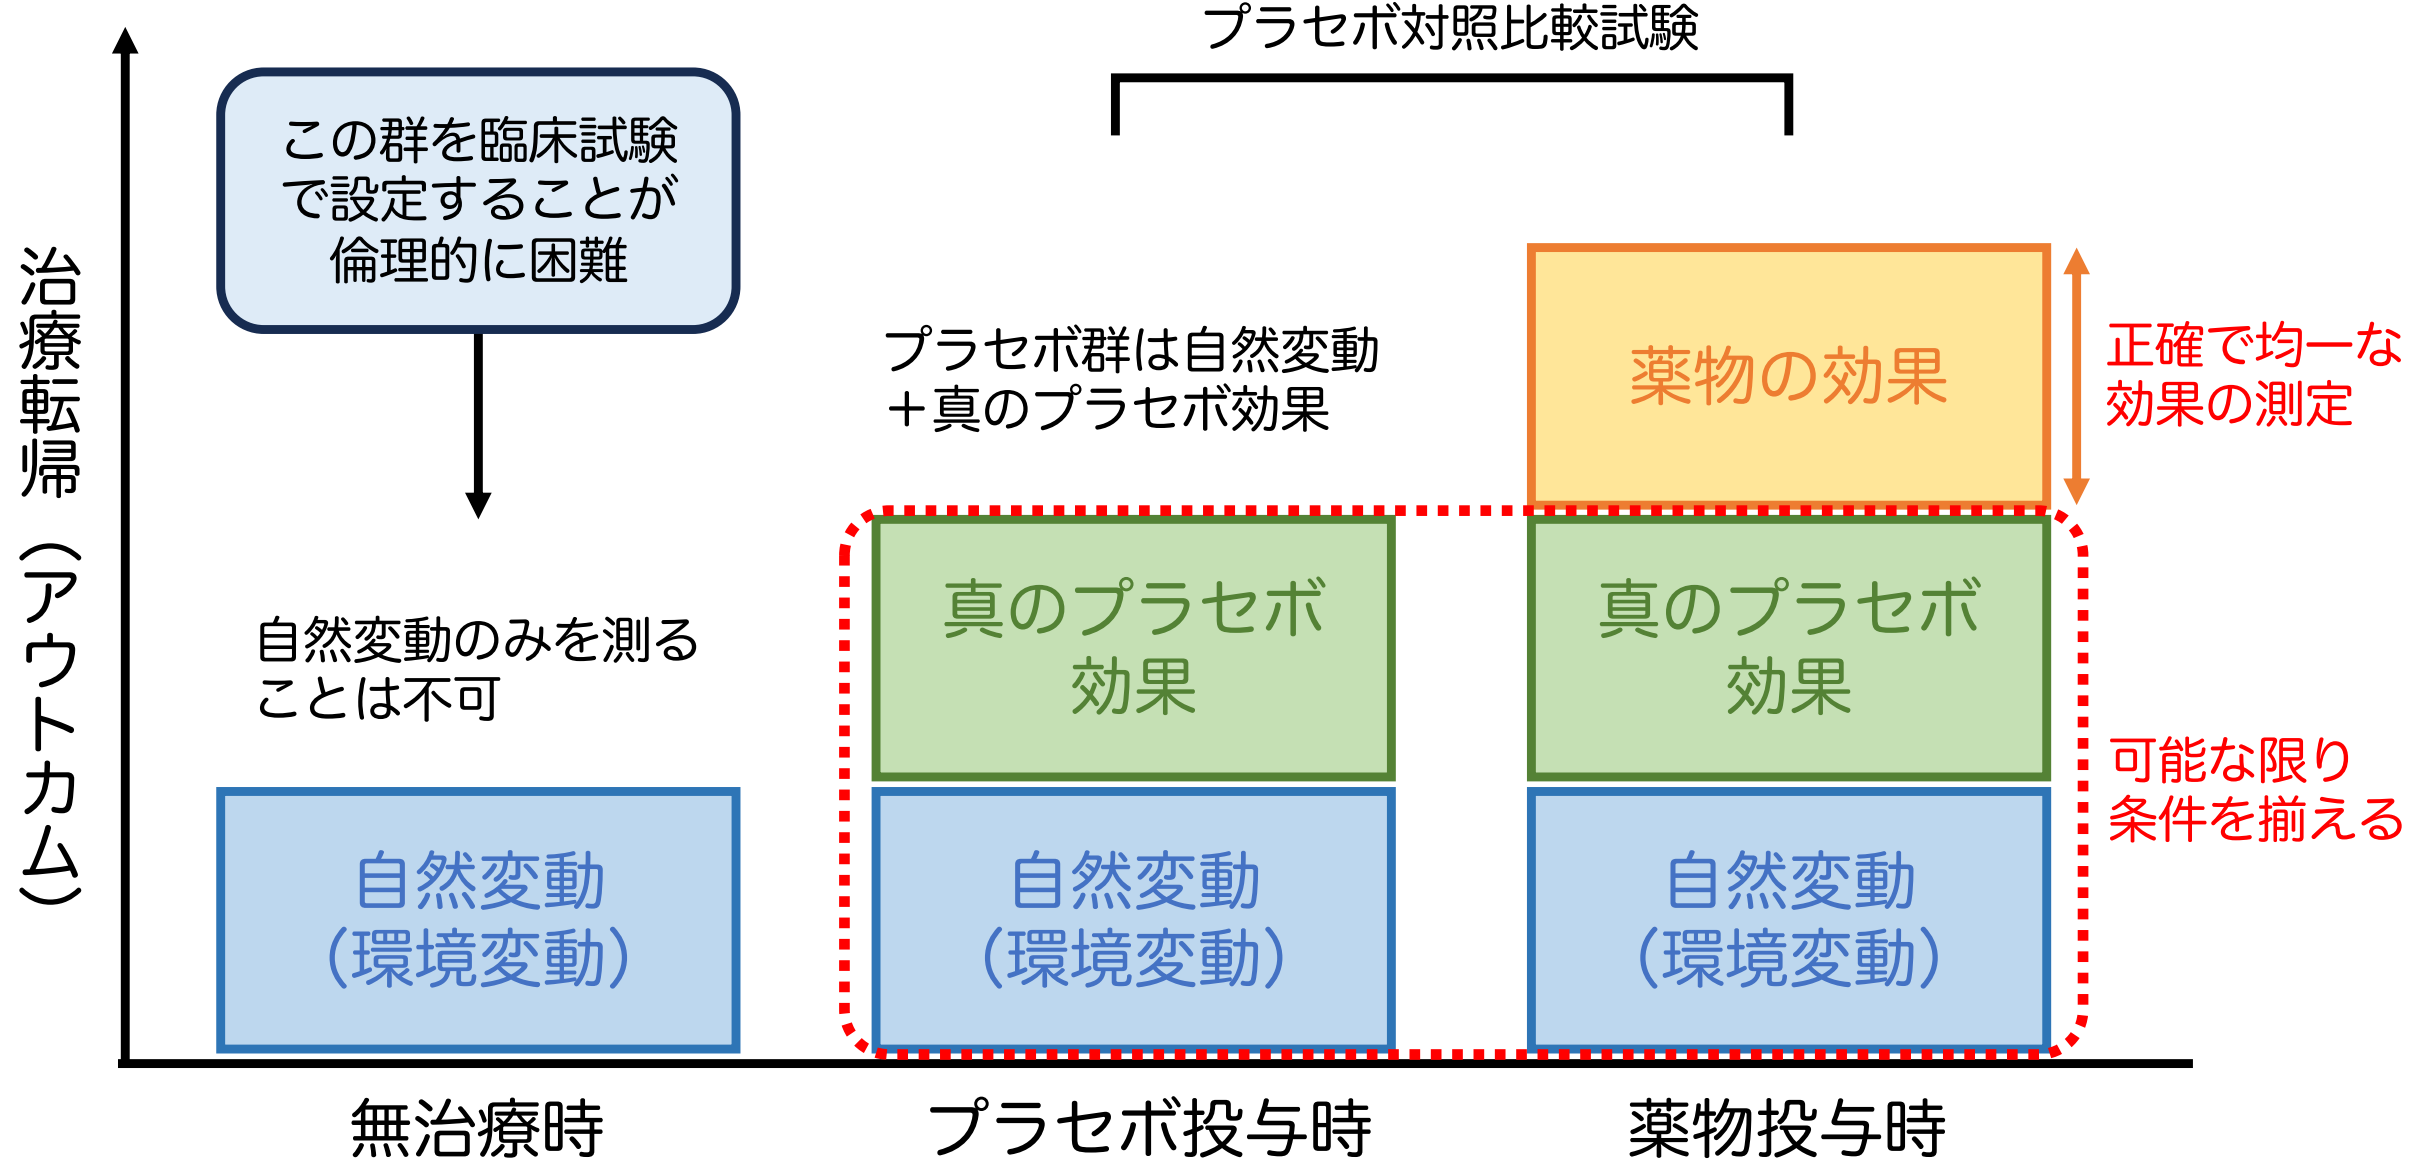 プラセボ対照比較試験
この群を臨床試験
で設定することが
倫理的に困難
治療転帰（アウトカム）
プラセボ群は自然変動
＋真のプラセボ効果
薬物の効果
正確で均一な
効果の測定
自然変動のみを測る
ことは不可
真のプラセボ
効果
真のプラセボ
効果
可能な限り
条件を揃える
自然変動
（環境変動）
自然変動
（環境変動）
自然変動
（環境変動）
無治療時
プラセボ投与時
薬物投与時